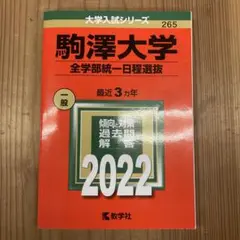 大学入試シリーズ
265
駒澤大学
全学部統一日程選抜
一般
最近3カ年
傾向と対策
過去問
解答
2022
教学社